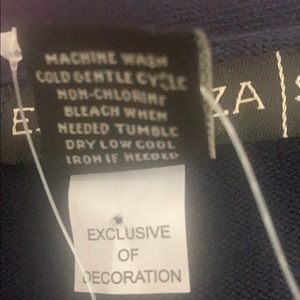 MACHINE WASH
COLD GENTLE CYCLE
NON-CHLORINE
BLEACH WHEN
NEEDED TUMBLE
DRY LOW COOL
IRON IF NEEDED
EXCLUSIVE
OF
DECORATION